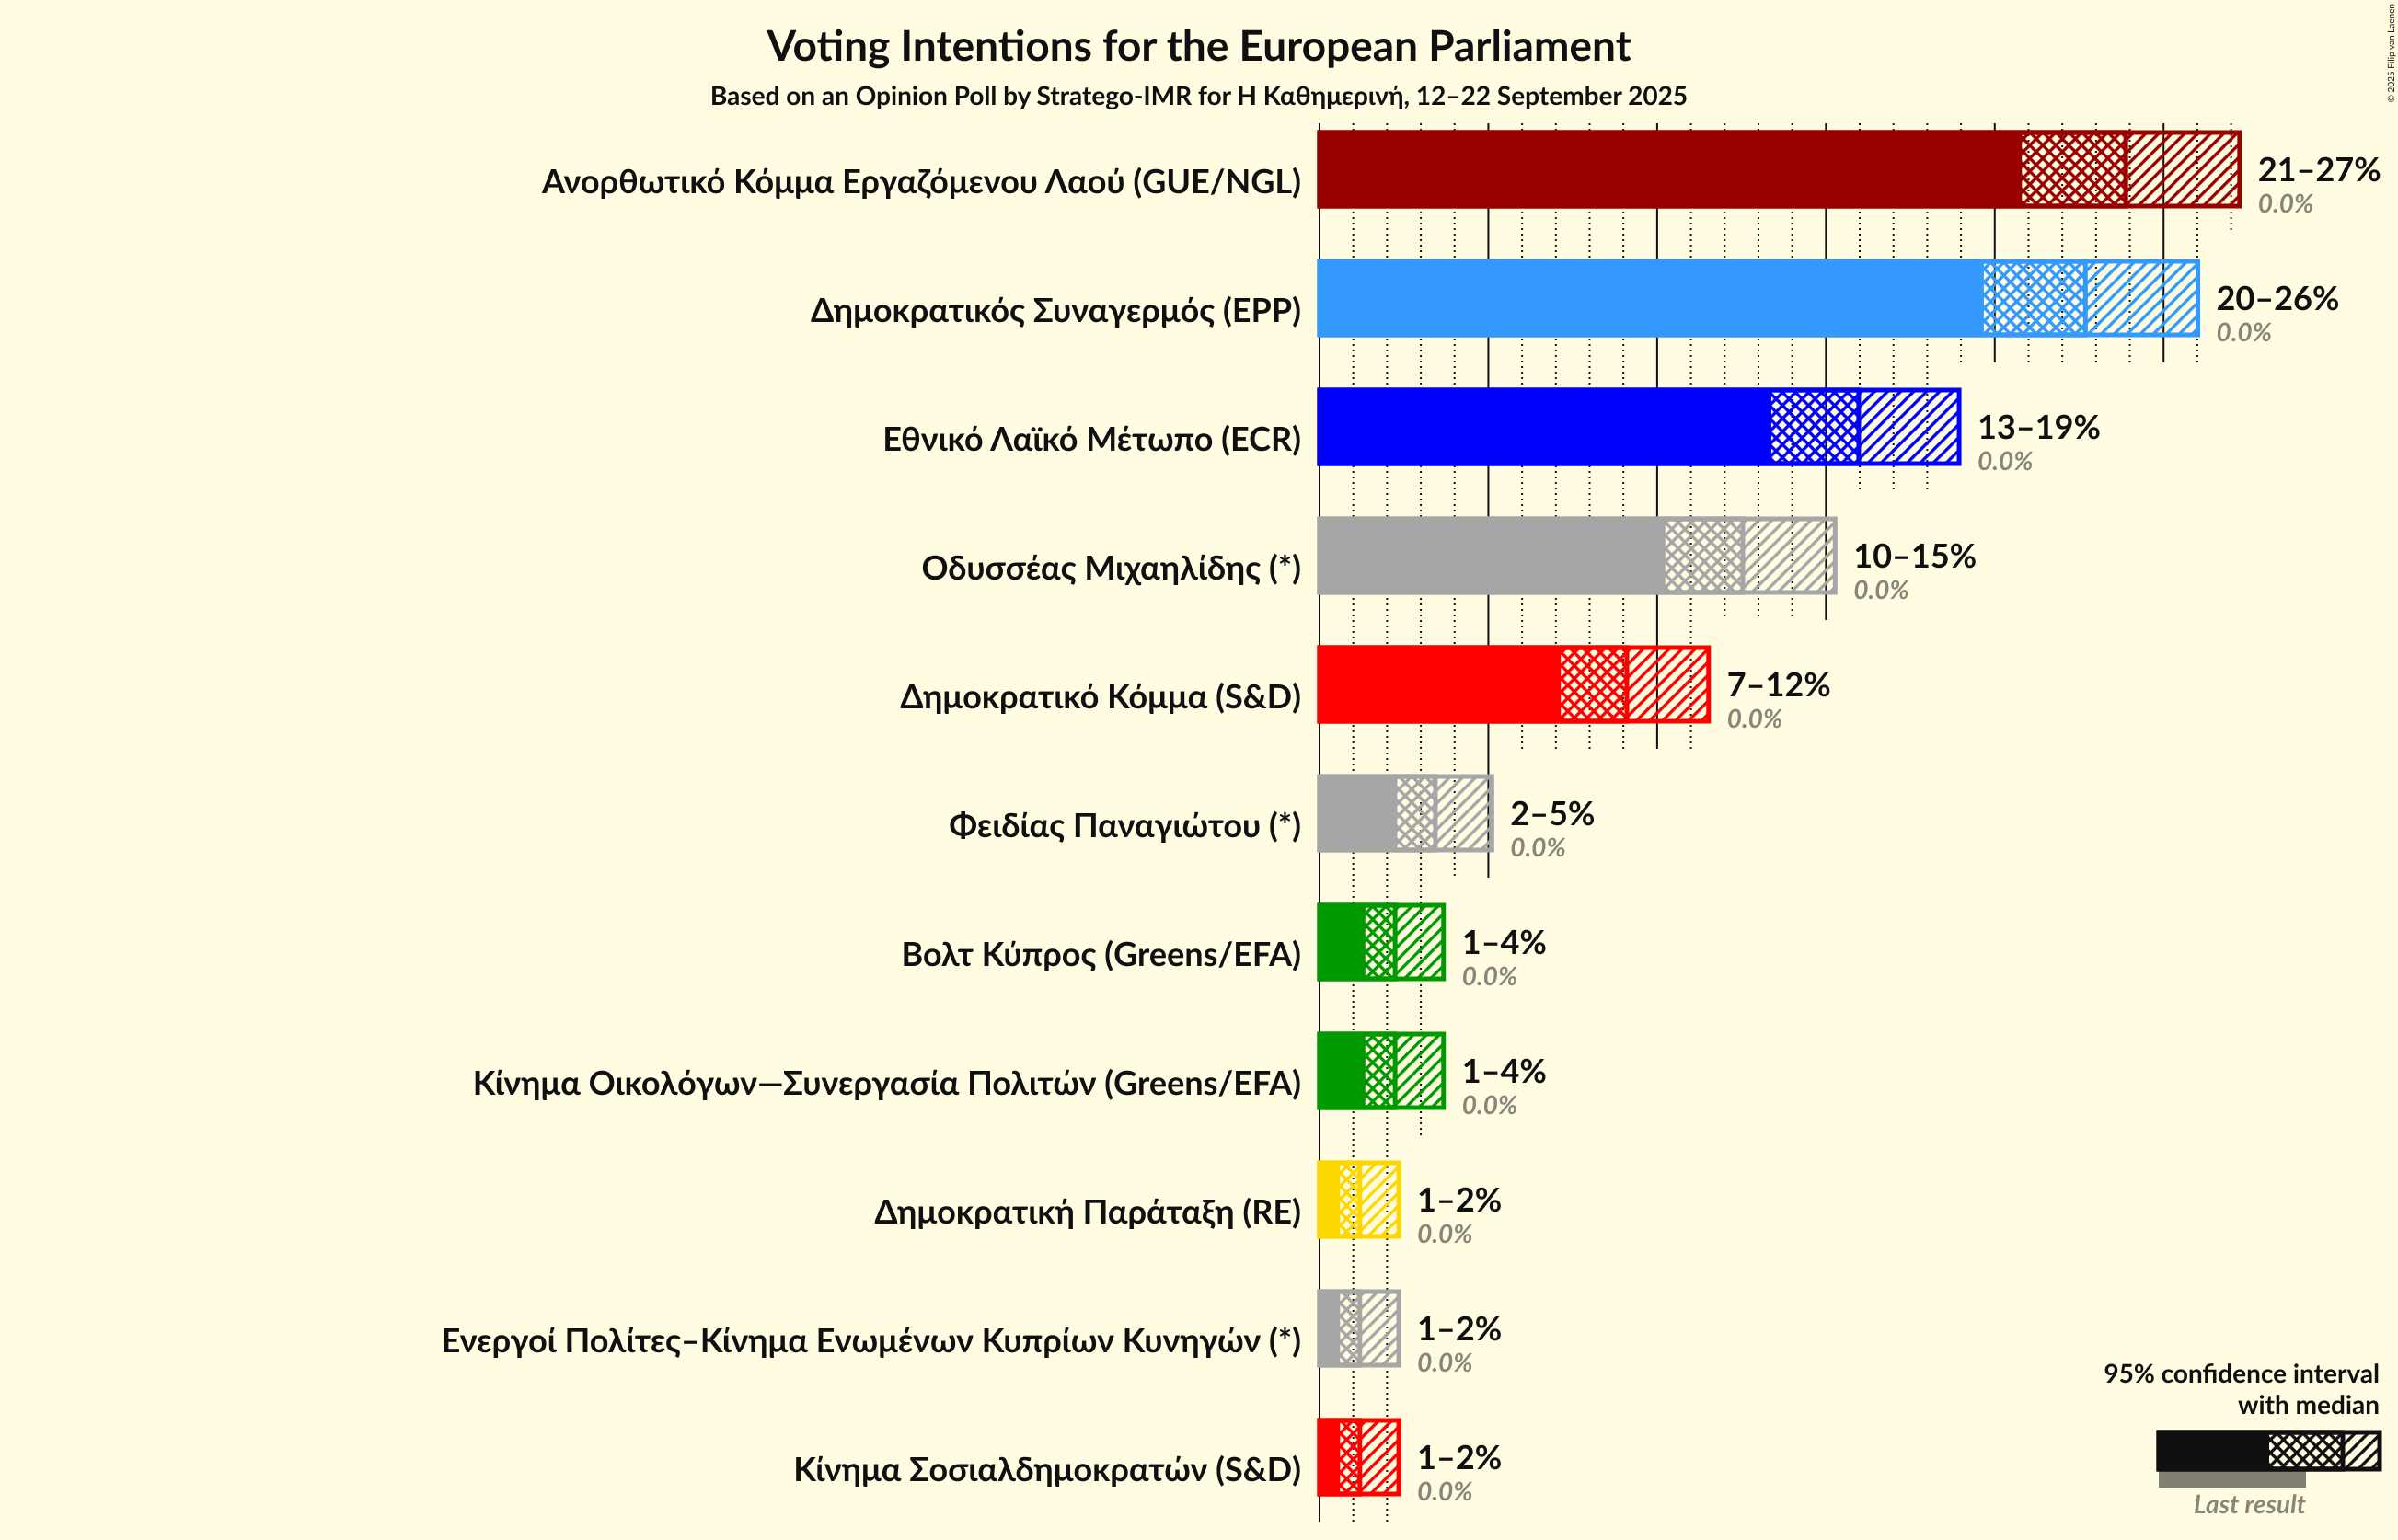 Voting Intentions for the European Parliament
Based on an Opinion Poll by Stratego-IMR for Η Καθημερινή, 12–22 September 2025
Ανορθωτικό Κόμμα Εργαζόμενου Λαού (GUE/NGL)
21–27%
0.0%
Δημοκρατικός Συναγερμός (EPP)
20–26%
0.0%
Εθνικό Λαϊκό Μέτωπο (ECR)
13–19%
0.0%
Οδυσσέας Μιχαηλίδης (*)
10–15%
0.0%
Δημοκρατικό Κόμμα (S&D)
7–12%
0.0%
Φειδίας Παναγιώτου (*)
2–5%
0.0%
Βολτ Κύπρος (Greens/EFA)
1–4%
0.0%
Κίνημα Οικολόγων—Συνεργασία Πολιτών (Greens/EFA)
1–4%
0.0%
Δημοκρατική Παράταξη (RE)
1–2%
0.0%
Ενεργοί Πολίτες–Κίνημα Ενωμένων Κυπρίων Κυνηγών (*)
1–2%
0.0%
Κίνημα Σοσιαλδημοκρατών (S&D)
1–2%
0.0%
95% confidence interval
with median
Last result
© 2025 Filip van Laenen